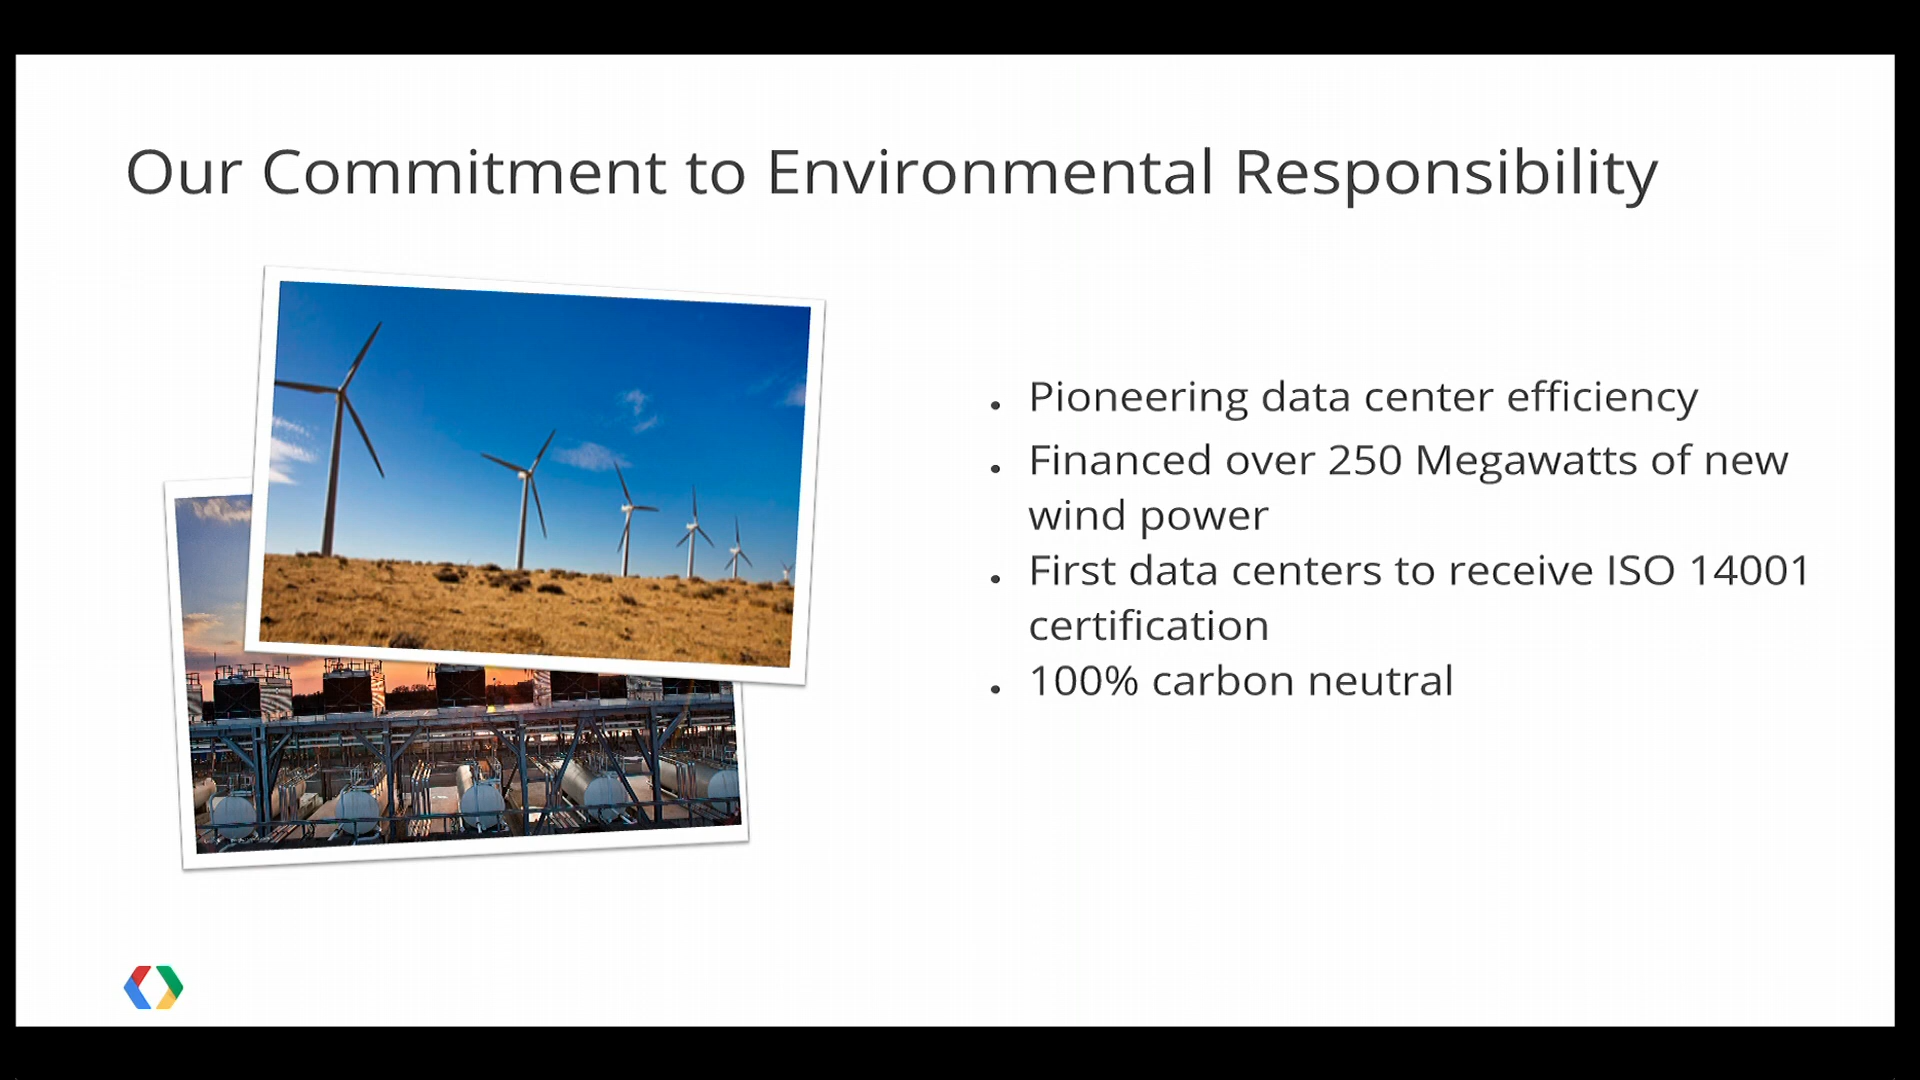 Our Commitment to Environmental Responsibility
Pioneering data center efficiency
Financed over 250 Megawatts of new
wind power
First data centers to receive ISO 14001
certification
100% carbon neutral